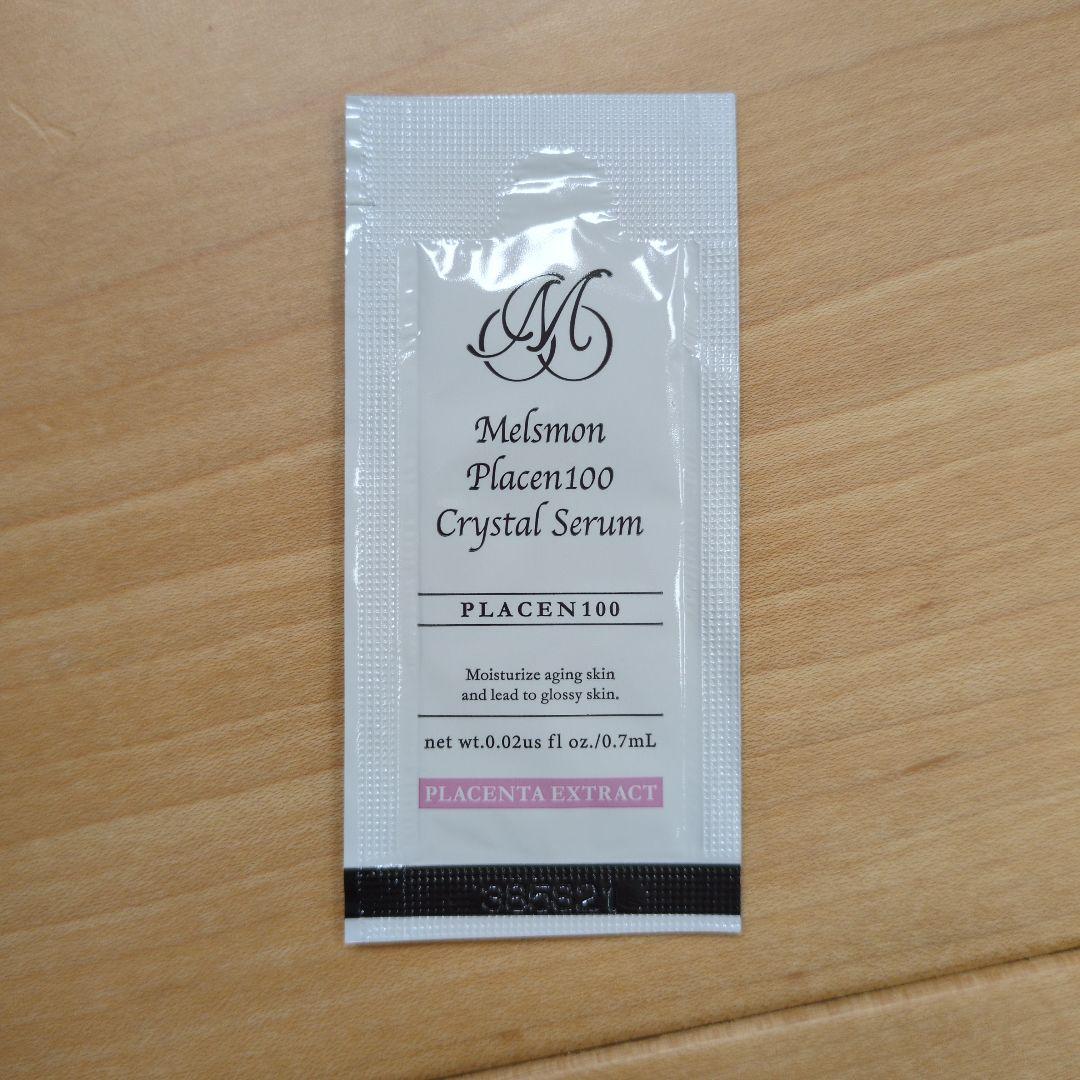 M
Melsmon
Placen100
Crystal Serum
PLACEN100
Moisturize aging skin
and lead to glossy skin.
net wt.0.02us fl oz./0.7mL
PLACENTA EXTRACT